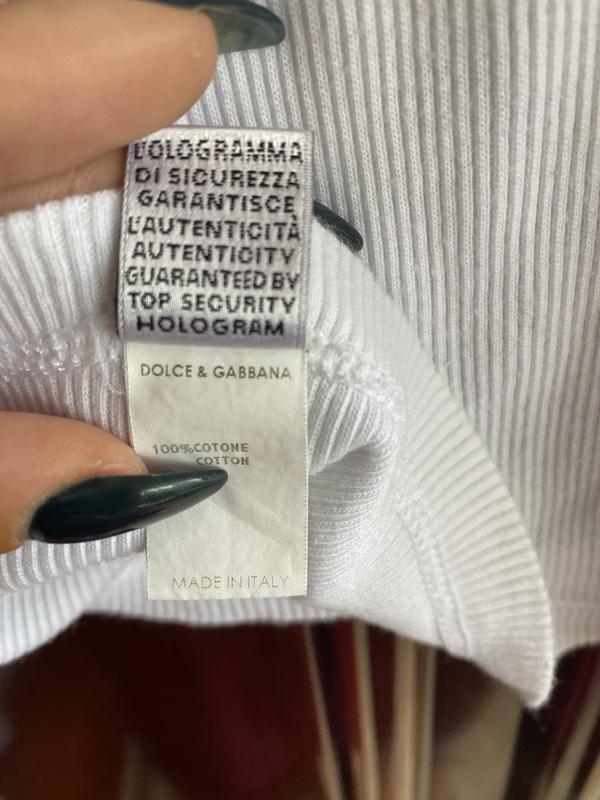 L'OLOGRAMMA
DI SICUREZZA
GARANTISCE
L'AUTENTICITÀ
AUTENTICITY
GUARANTEED BY
TOP SECURITY
HOLOGRAM
DOLCE & GABBANA
100%COTONE
COTTON
MADE IN ITALY